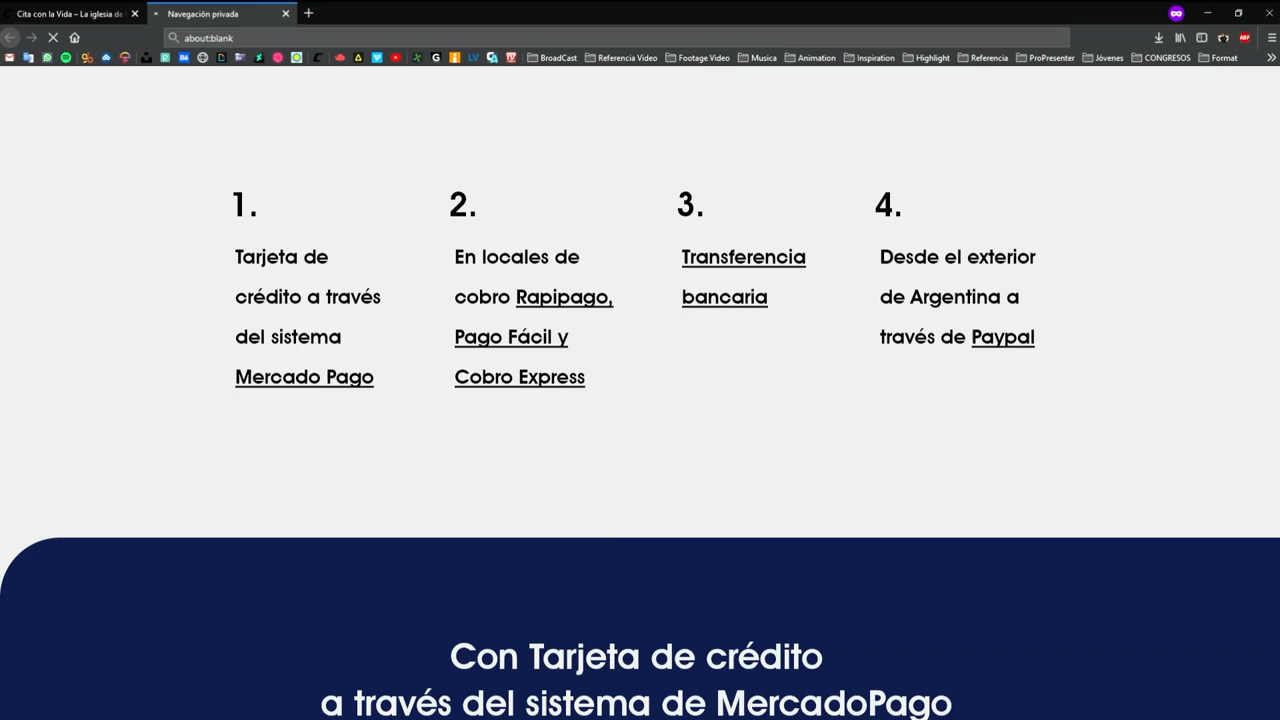 Cita con la Vida – La iglesia de
Navegación privada
about:blank
BroadCast
Referencia Video
Footage Video
Musica
Animation
Inspiration
Highlight
Referencia
ProPresenter
Jóvenes
CONGRESOS
Format
1.
Tarjeta de
crédito a través
del sistema
Mercado Pago
2.
En locales de
cobro Rapipago,
Pago Fácil y
Cobro Express
3.
Transferencia
bancaria
4.
Desde el exterior
de Argentina a
través de Paypal
Con Tarjeta de crédito
a través del sistema de MercadoPago